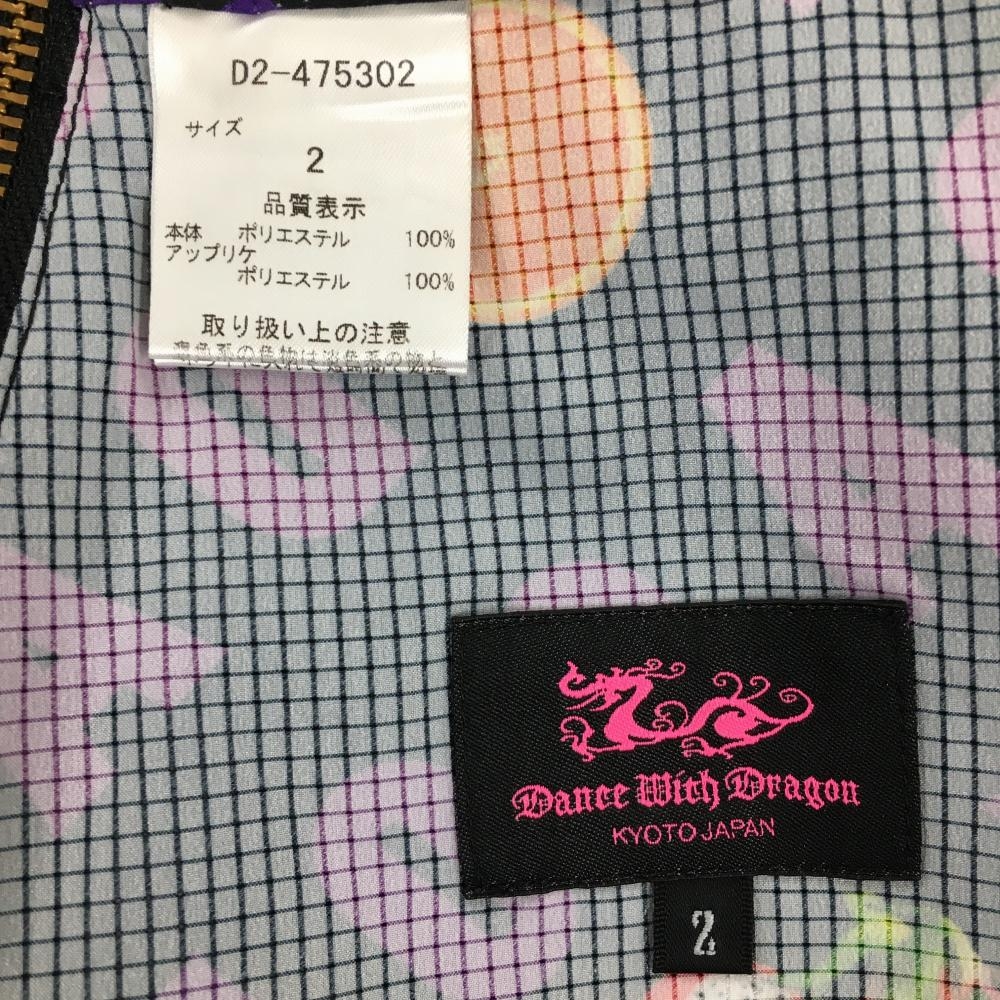 D2-475302
サイズ
2
品質表示
本体 ポリエステル 100%
アップリケ
ポリエステル 100%
取り扱い上の注意
Dance With Dragon
KYOTO JAPAN
2